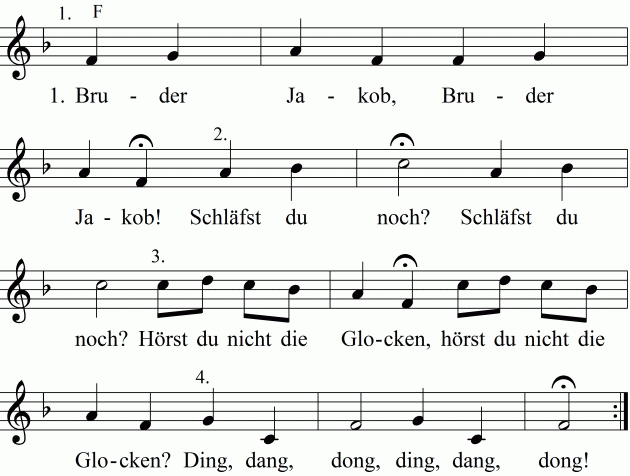 1. F
1. Bru - der Ja - kob, Bru - der
2.
Ja - kob! Schläfst du noch? Schläfst du
3.
noch? Hörst du nicht die Glo-cken, hörst du nicht die
4.
Glo-cken? Ding, dang, dong, ding, dang, dong!